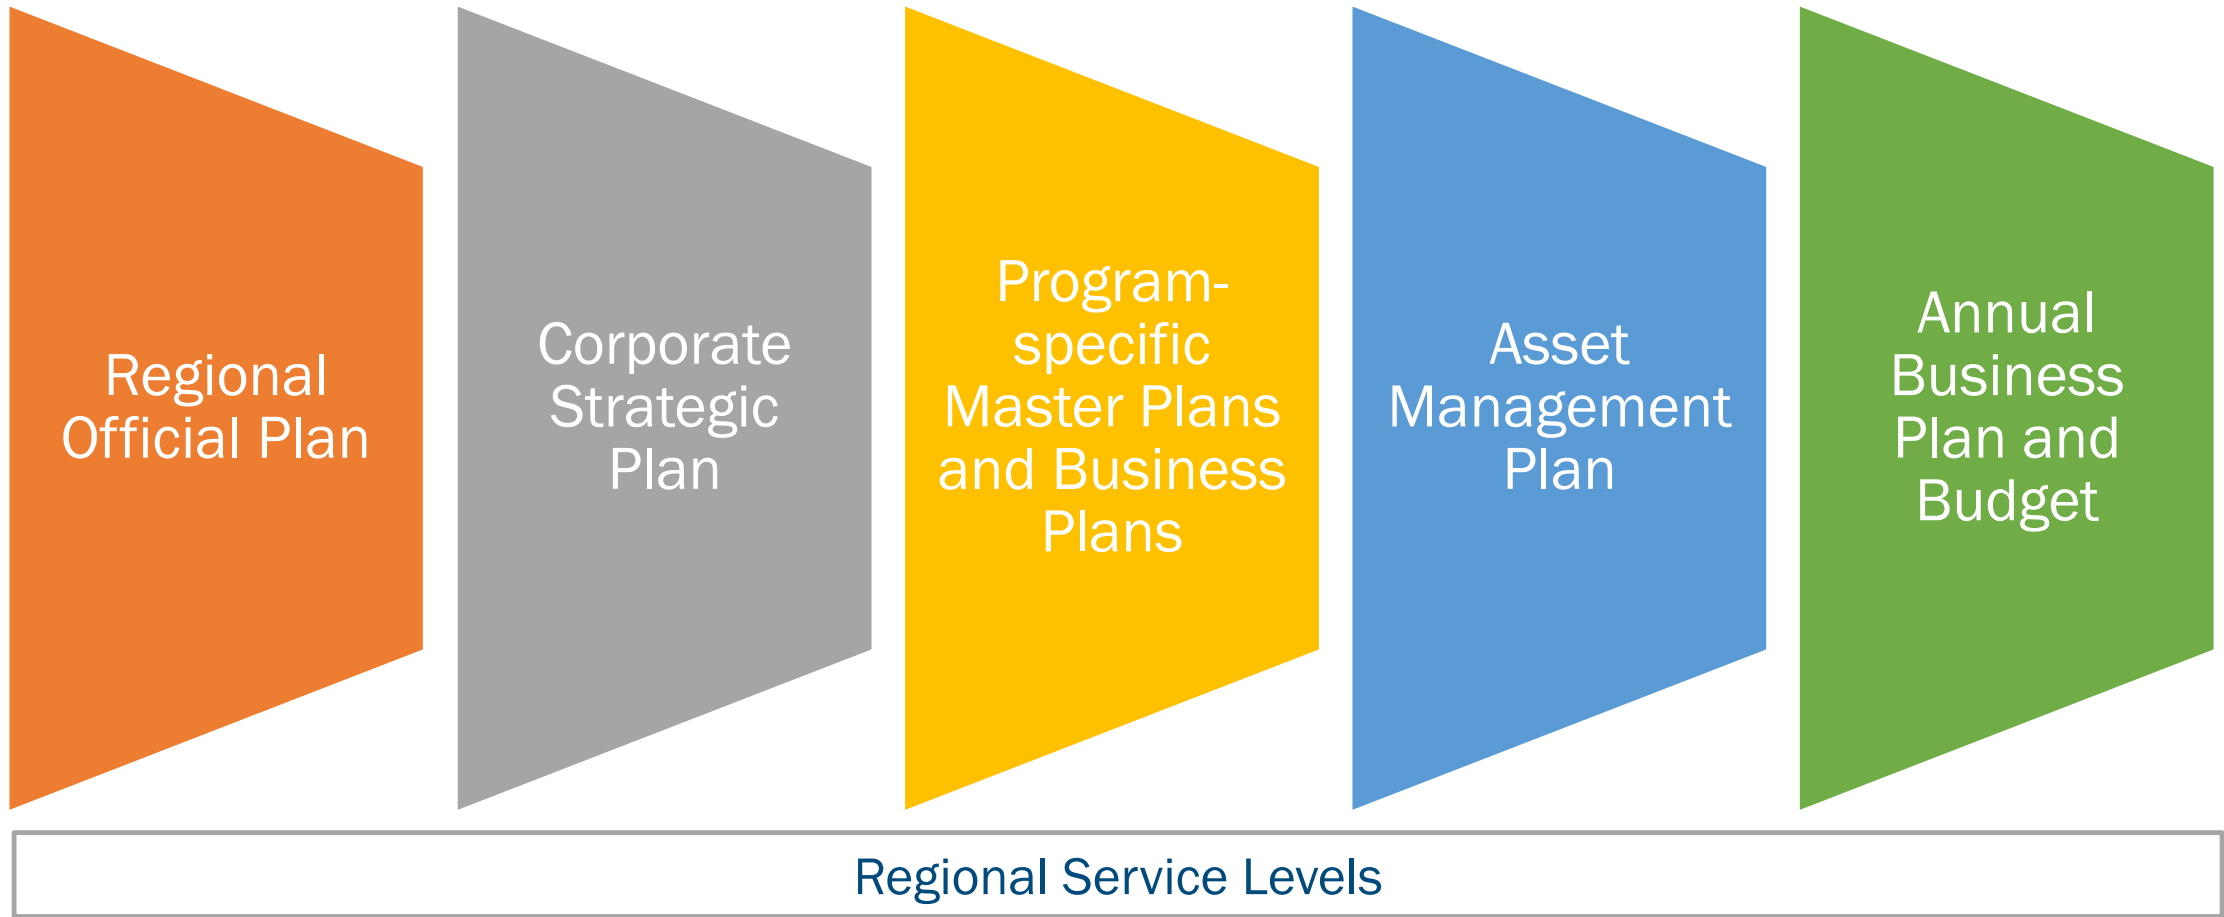 Regional
Official Plan
Corporate
Strategic
Plan
Program-
specific
Master Plans
and Business
Plans
Asset
Management
Plan
Annual
Business
Plan and
Budget
Regional Service Levels